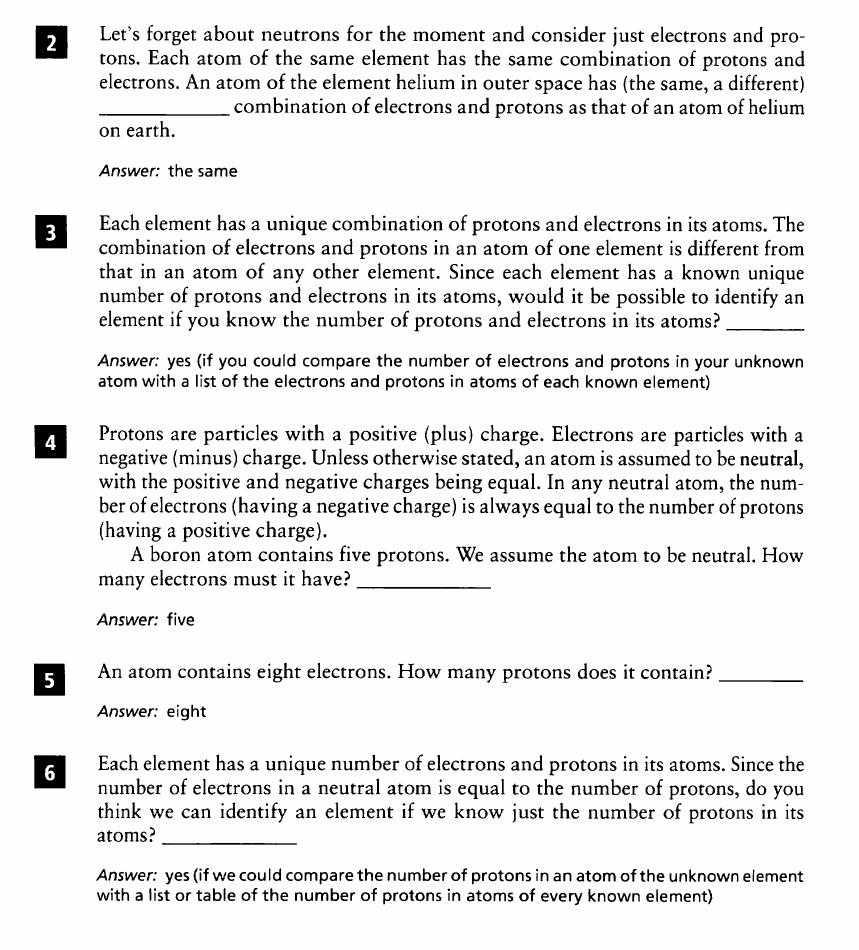 2
Let's forget about neutrons for the moment and consider just electrons and pro-
tons. Each atom of the same element has the same combination of protons and
electrons. An atom of the element helium in outer space has (the same, a different)
____________ combination of electrons and protons as that of an atom of helium
on earth.
Answer: the same
3
Each element has a unique combination of protons and electrons in its atoms. The
combination of electrons and protons in an atom of one element is different from
that in an atom of any other element. Since each element has a known unique
number of protons and electrons in its atoms, would it be possible to identify an
element if you know the number of protons and electrons in its atoms? _______
Answer: yes (if you could compare the number of electrons and protons in your unknown
atom with a list of the electrons and protons in atoms of each known element)
4
Protons are particles with a positive (plus) charge. Electrons are particles with a
negative (minus) charge. Unless otherwise stated, an atom is assumed to be neutral,
with the positive and negative charges being equal. In any neutral atom, the num-
ber of electrons (having a negative charge) is always equal to the number of protons
(having a positive charge).
A boron atom contains five protons. We assume the atom to be neutral. How
many electrons must it have? ____________
Answer: five
5
An atom contains eight electrons. How many protons does it contain? ________
Answer: eight
6
Each element has a unique number of electrons and protons in its atoms. Since the
number of electrons in a neutral atom is equal to the number of protons, do you
think we can identify an element if we know just the number of protons in its
atoms? ____________
Answer: yes (if we could compare the number of protons in an atom of the unknown element
with a list or table of the number of protons in atoms of every known element)